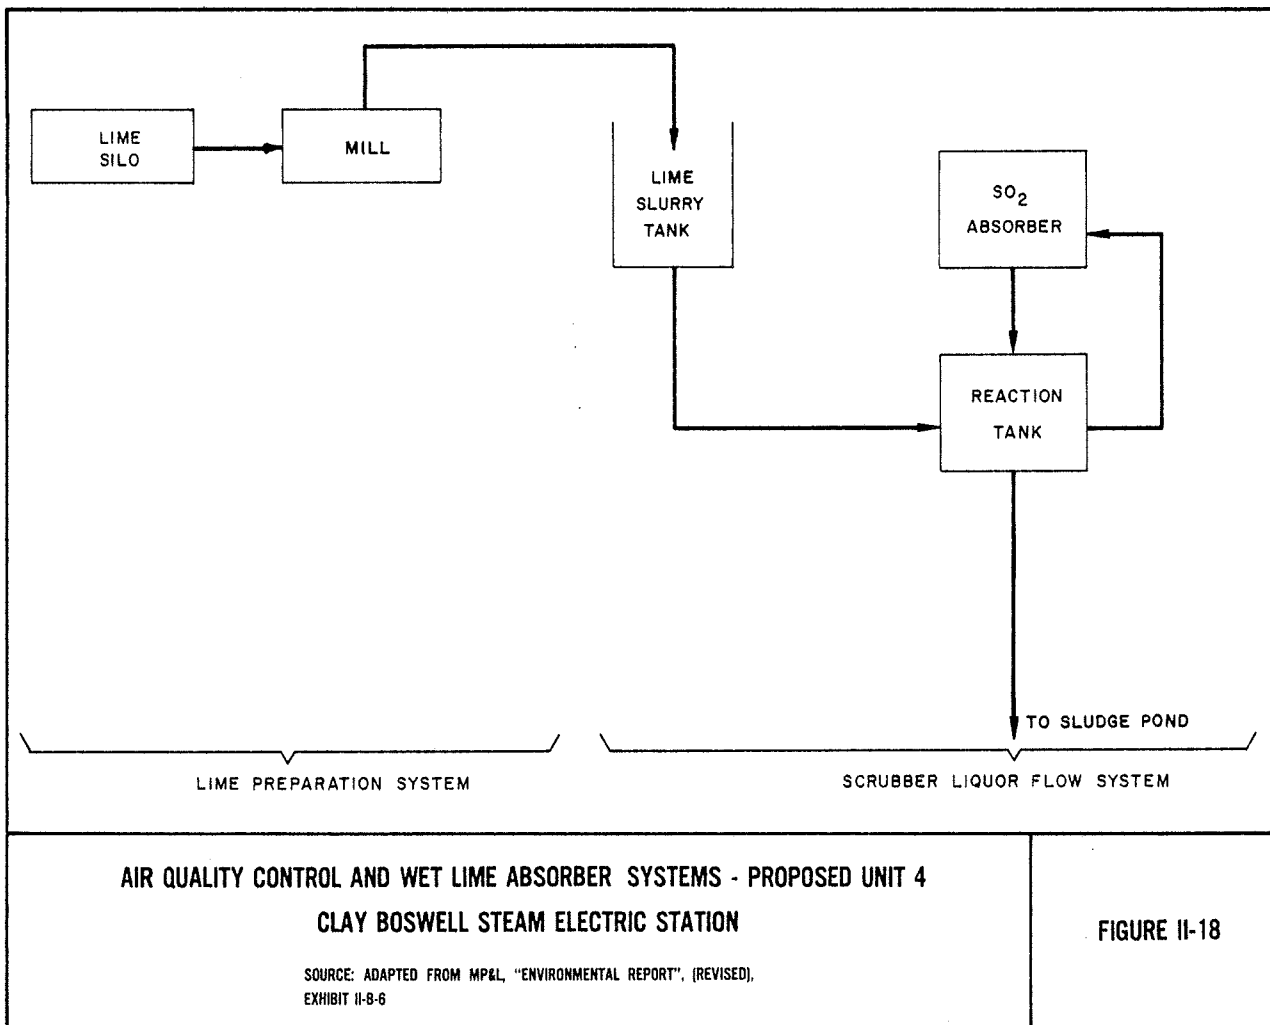 LIME
SILO
MILL
LIME
SLURRY
TANK
SO2
ABSORBER
REACTION
TANK
TO SLUDGE POND
LIME PREPARATION SYSTEM
SCRUBBER LIQUOR FLOW SYSTEM
AIR QUALITY CONTROL AND WET LIME ABSORBER SYSTEMS - PROPOSED UNIT 4
CLAY BOSWELL STEAM ELECTRIC STATION
SOURCE: ADAPTED FROM MP&L, "ENVIRONMENTAL REPORT", (REVISED),
EXHIBIT II-8-6
FIGURE II-18